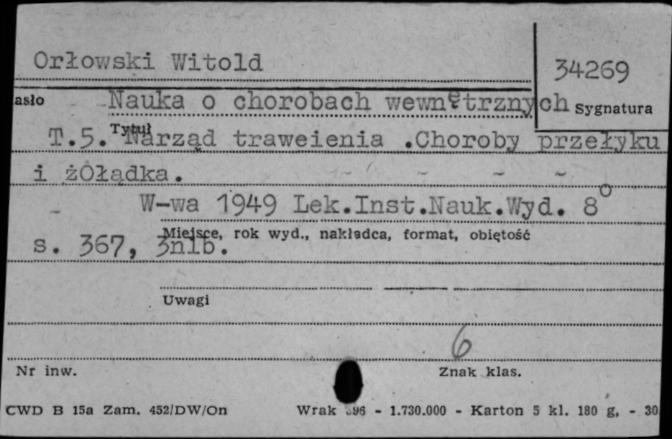 Orłowski Witold
34269
asło Nauka o chorobach wewnętrznych Sygnatura
Tytuł
T.5. Narząd traweienia .Choroby przełyku
i żOłądka.
W-wa 1949 Lek.Inst.Nauk.Wyd. 8°
Miejsce, rok wyd., nakładca, format, objętość
s. 367, 3nlb.
Uwagi
6
Nr inw. Znak klas.
CWD B 15a Zam. 452/DW/On Wrak - 1.730.000 - Karton 5 kl. 180 g, - 30